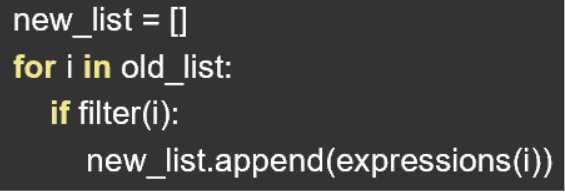 new_list = []
for i in old_list:
if filter(i):
new_list.append(expressions(i))